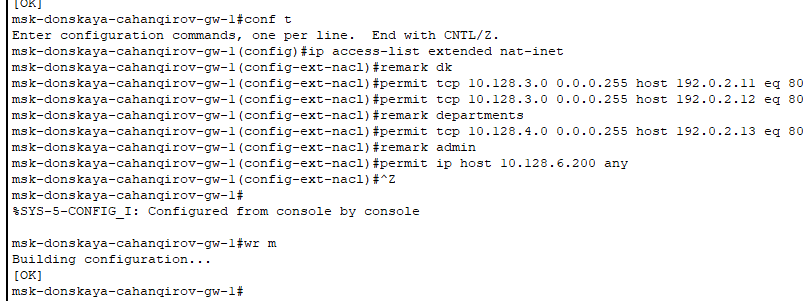 [OK]
msk-donskaya-cahanqirov-gw-1#conf t
Enter configuration commands, one per line.  End with CNTL/Z.
msk-donskaya-cahanqirov-gw-1(config)#ip access-list extended nat-inet
msk-donskaya-cahanqirov-gw-1(config-ext-nacl)#remark dk
msk-donskaya-cahanqirov-gw-1(config-ext-nacl)#permit tcp 10.128.3.0 0.0.0.255 host 192.0.2.11 eq 80
msk-donskaya-cahanqirov-gw-1(config-ext-nacl)#permit tcp 10.128.3.0 0.0.0.255 host 192.0.2.12 eq 80
msk-donskaya-cahanqirov-gw-1(config-ext-nacl)#remark departments
msk-donskaya-cahanqirov-gw-1(config-ext-nacl)#permit tcp 10.128.4.0 0.0.0.255 host 192.0.2.13 eq 80
msk-donskaya-cahanqirov-gw-1(config-ext-nacl)#remark admin
msk-donskaya-cahanqirov-gw-1(config-ext-nacl)#permit ip host 10.128.6.200 any
msk-donskaya-cahanqirov-gw-1(config-ext-nacl)#^Z
msk-donskaya-cahanqirov-gw-1#
%SYS-5-CONFIG_I: Configured from console by console
msk-donskaya-cahanqirov-gw-1#wr m
Building configuration...
[OK]
msk-donskaya-cahanqirov-gw-1#